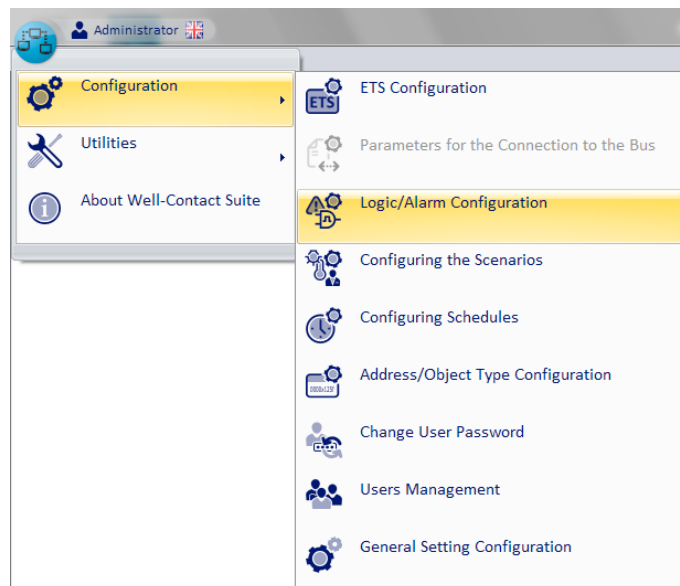 Administrator
Configuration
Utilities
About Well-Contact Suite
ETS
ETS Configuration
Parameters for the Connection to the Bus
Logic/Alarm Configuration
Configuring the Scenarios
Configuring Schedules
Address/Object Type Configuration
Change User Password
Users Management
General Setting Configuration